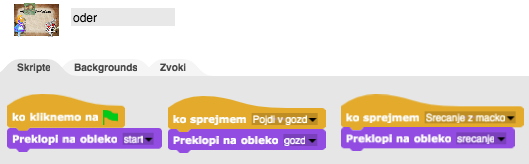 oder
Skripte Backgrounds Zvoki
ko kliknemo na
Preklopi na obleko start
ko sprejmem Pojdi v gozd
Preklopi na obleko gozd
ko sprejmem Srecanje z macko
Preklopi na obleko srecanje